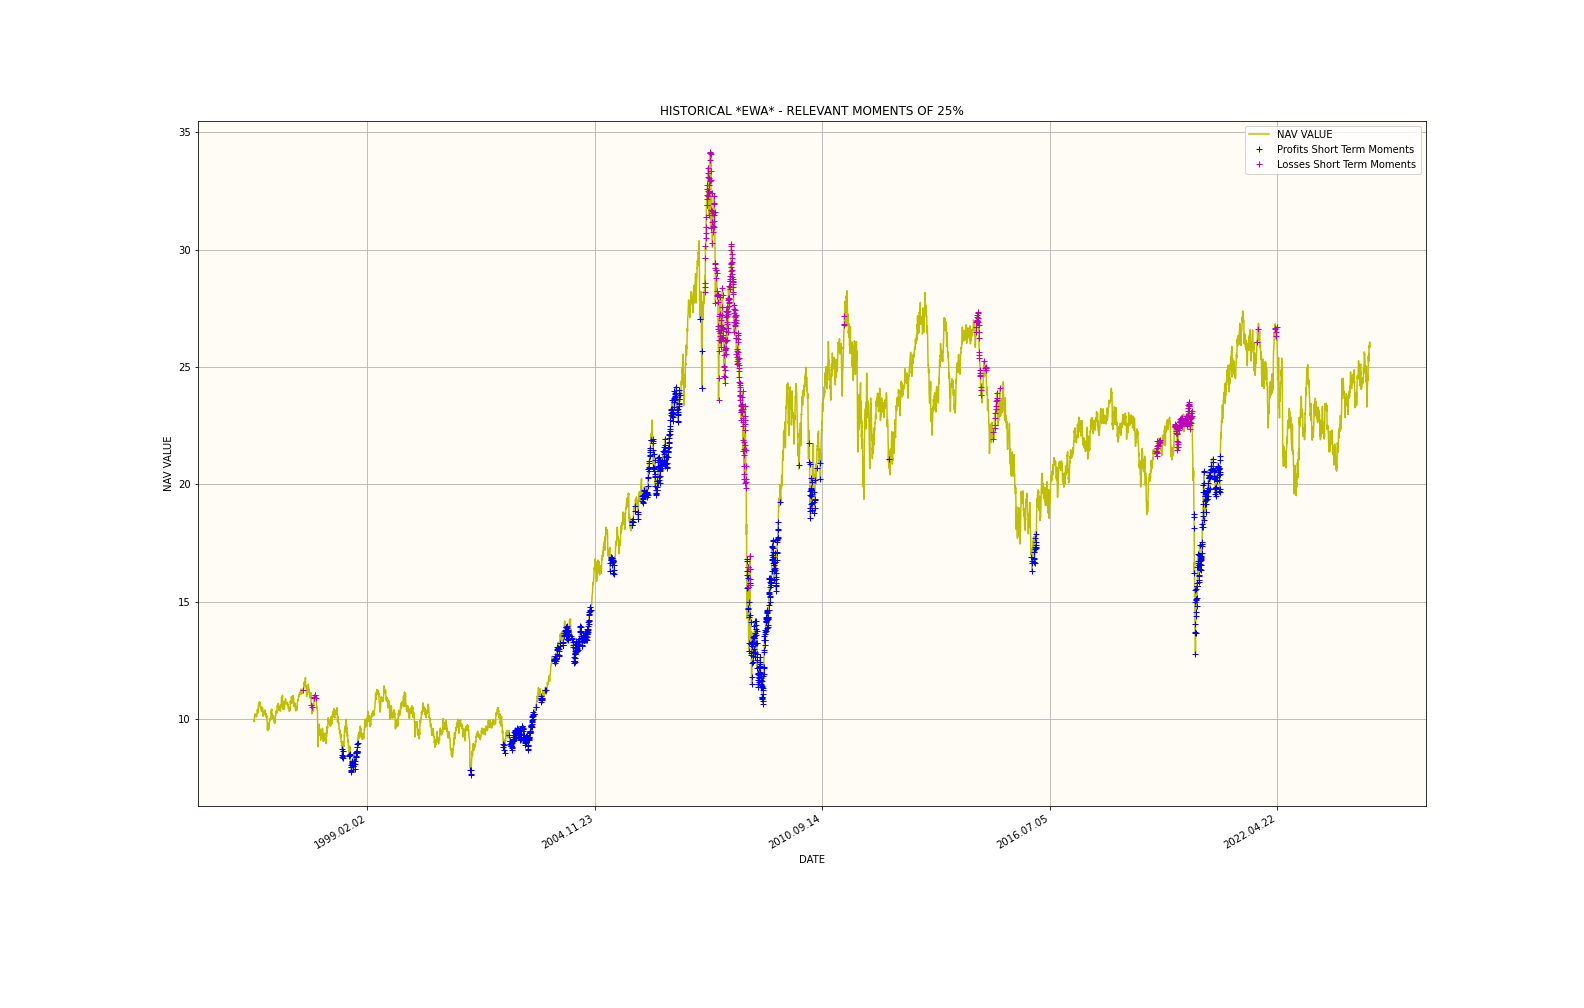 HISTORICAL *EWA* - RELEVANT MOMENTS OF 25%
NAV VALUE
Profits Short Term Moments
Losses Short Term Moments
35
30
25
20
15
10
NAV VALUE
1999.02.02
2004.11.23
2010.09.14
2016.07.05
2022.04.22
DATE